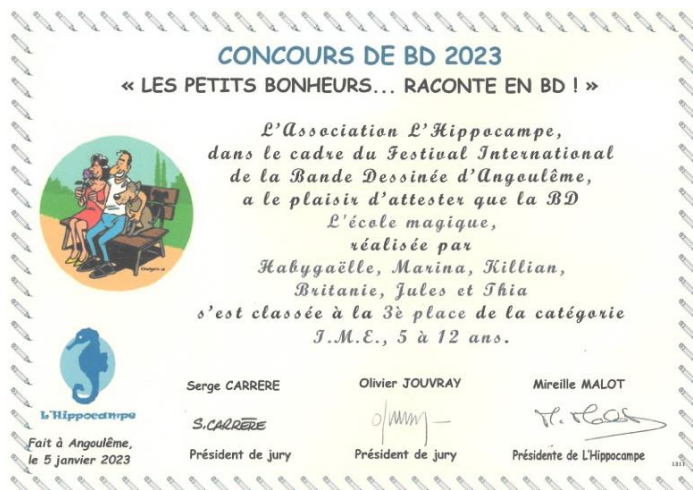 CONCOURS DE BD 2023
« LES PETITS BONHEURS... RACONTE EN BD ! »
L'Association L'Hippocampe,
dans le cadre du Festival International
de la Bande Dessinée d'Angoulême,
a le plaisir d'attester que la BD
L'école magique,
réalisée par
Habygaëlle, Marina, Killian,
Britanie, Jules et Thia
s'est classée à la 3è place de la catégorie
I.M.E., 5 à 12 ans.
L'Hippocampe
Fait à Angoulême,
le 5 janvier 2023
Serge CARRERE
S.CARRÈRE
Président de jury
Olivier JOUVRAY
Président de jury
Mireille MALOT
M. Malot
Présidente de L'Hippocampe